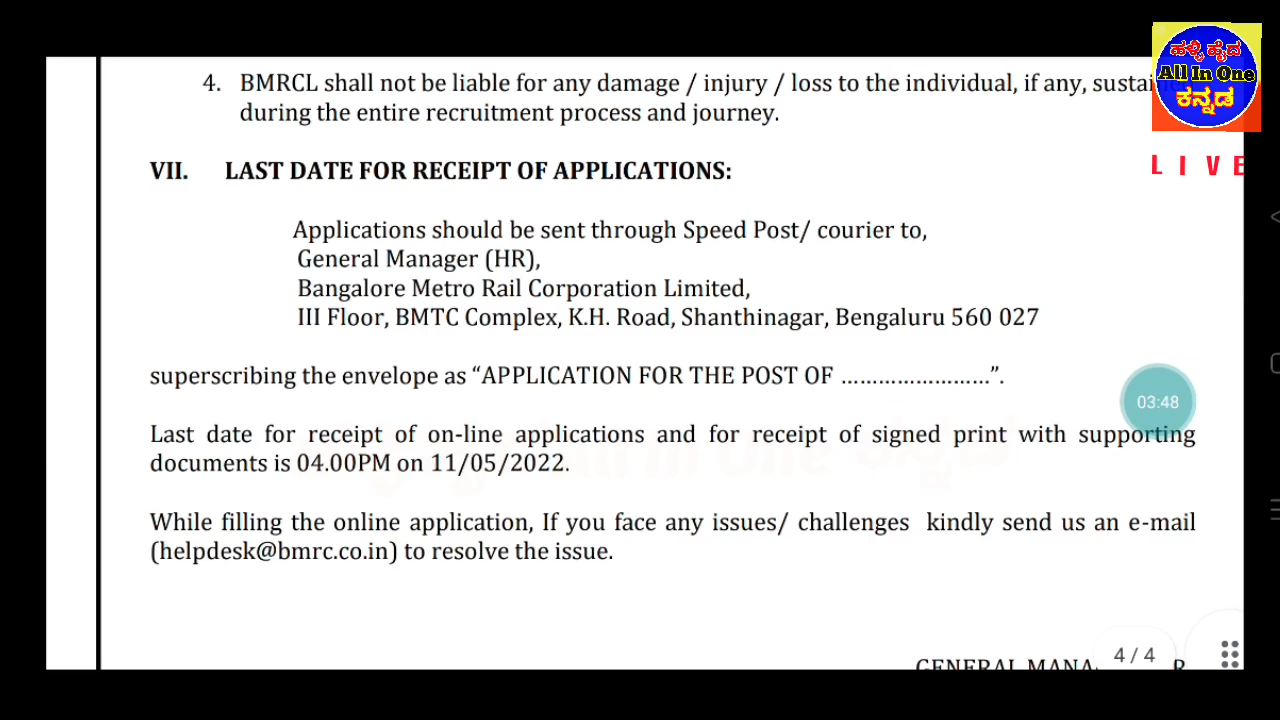 ಹಳ್ಳಿ ಹೈದ
All In One
ಕನ್ನಡ
LIVE
4. BMRCL shall not be liable for any damage / injury / loss to the individual, if any,
during the entire recruitment process and journey.
VII. LAST DATE FOR RECEIPT OF APPLICATIONS:
Applications should be sent through Speed Post/ courier to,
General Manager (HR),
Bangalore Metro Rail Corporation Limited,
III Floor, BMTC Complex, K.H. Road, Shanthinagar, Bengaluru 560 027
superscribing the envelope as “APPLICATION FOR THE POST OF ……………………”.
03:48
Last date for receipt of on-line applications and for receipt of signed print with supporting
documents is 04.00PM on 11/05/2022.
While filling the online application, If you face any issues/ challenges kindly send us an e-mail
(helpdesk@bmrc.co.in) to resolve the issue.
4 / 4
GENERAL